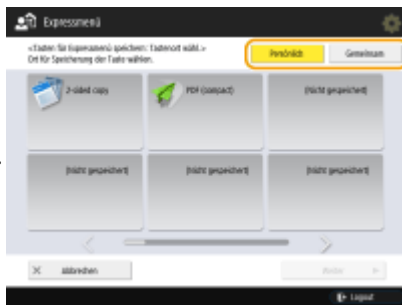 Expressmenü
<Tasten für Expressmenü speichern: Tastenort wähl.>
Ort für Speicherung der Taste wählen.
Persönlich
Gemeinsam
2-sided copy
PDF (compact)
(Nicht gespeichert)
(Nicht gespeichert)
(Nicht gespeichert)
(Nicht gespeichert)
Abbrechen
Weiter
Logout